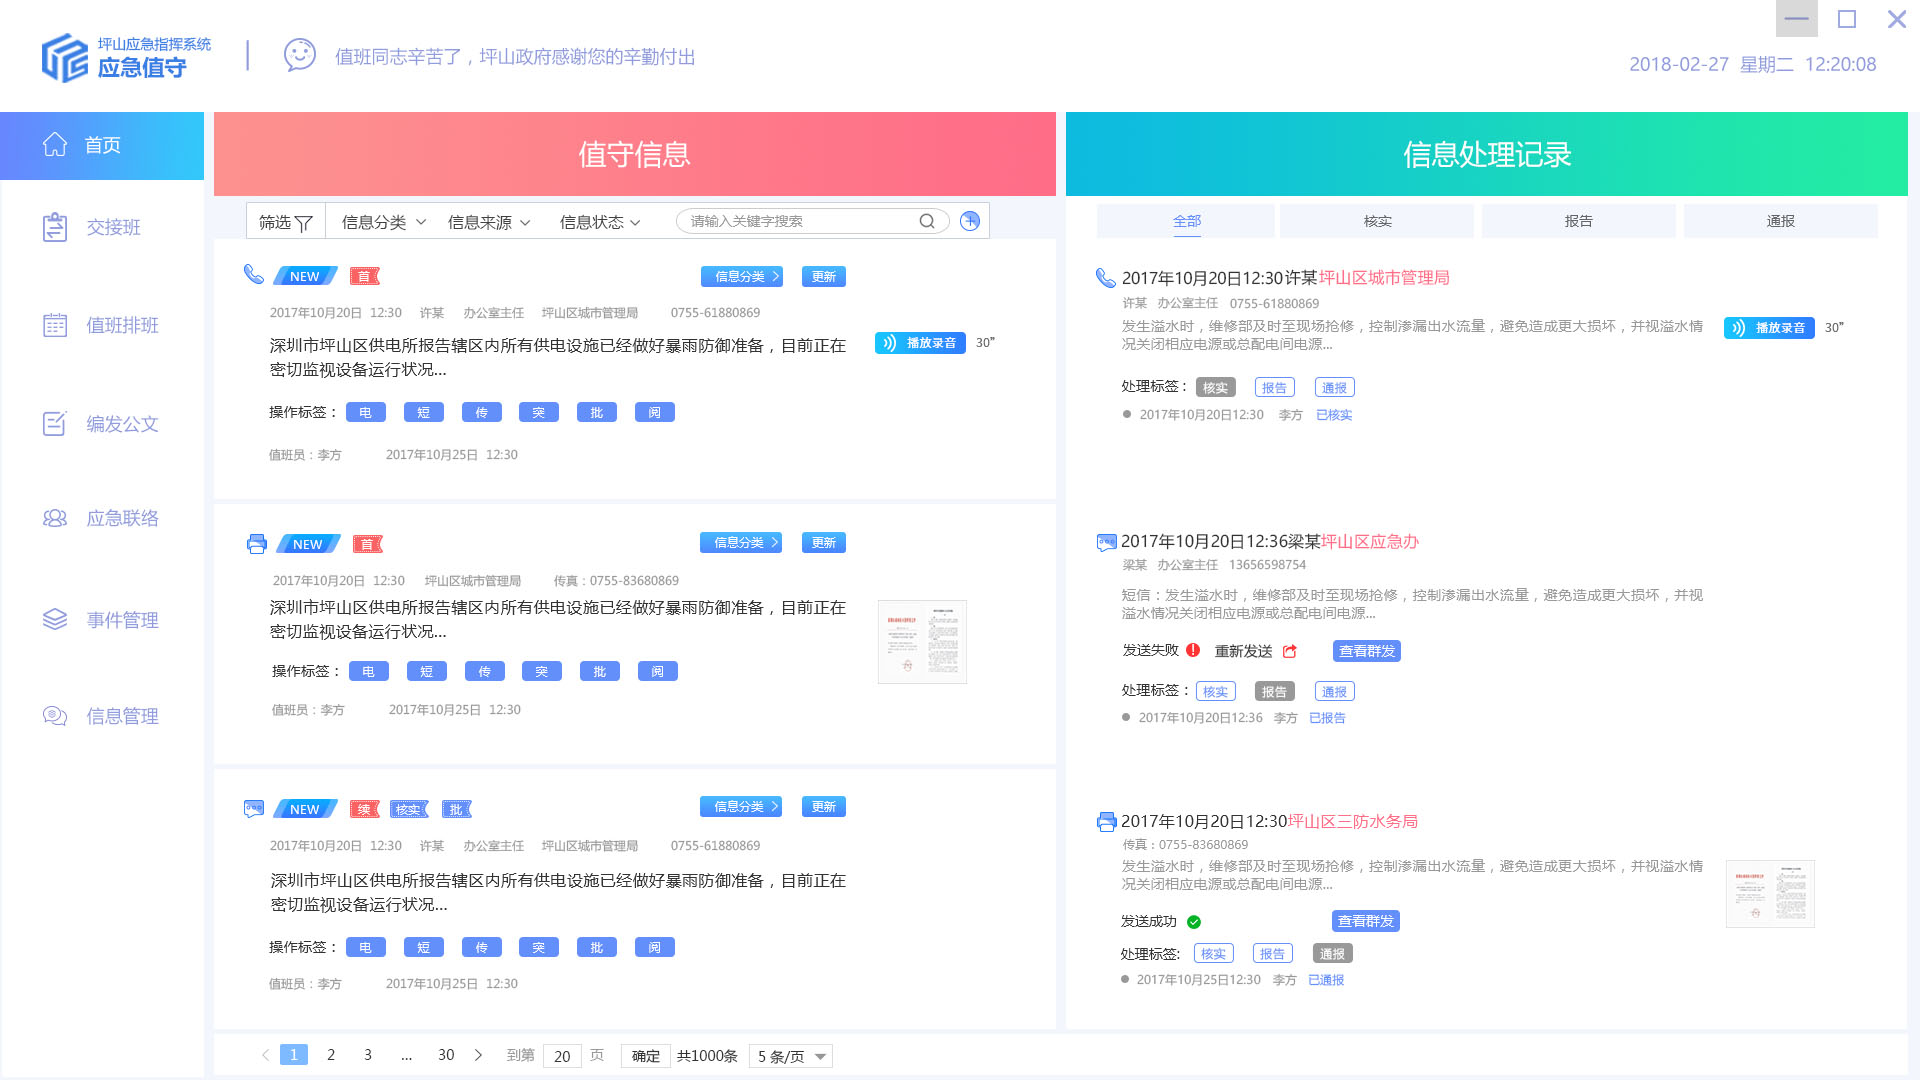 坪山应急指挥系统
应急值守
值班同志辛苦了，坪山政府感谢您的辛勤付出
2018-02-27 星期二 12:20:08
首页
交接班
值班排班
编发公文
应急联络
事件管理
信息管理
值守信息
筛选 信息分类 信息来源 信息状态 请输入关键字搜索
NEW 首 信息分类 更新
2017年10月20日 12:30 许某 办公室主任 坪山区城市管理局 0755-61880869
深圳市坪山区供电所报告辖区内所有供电设施已经做好暴雨防御准备，目前正在
密切监视设备运行状况...
播放录音 30”
操作标签： 电 短 传 突 批 阅
值班员：李方 2017年10月25日 12:30
NEW 首 信息分类 更新
2017年10月20日 12:30 坪山区城市管理局 传真：0755-83680869
深圳市坪山区供电所报告辖区内所有供电设施已经做好暴雨防御准备，目前正在
密切监视设备运行状况...
操作标签： 电 短 传 突 批 阅
值班员：李方 2017年10月25日 12:30
NEW 续 核实 批 信息分类 更新
2017年10月20日 12:30 许某 办公室主任 坪山区城市管理局 0755-61880869
深圳市坪山区供电所报告辖区内所有供电设施已经做好暴雨防御准备，目前正在
密切监视设备运行状况...
操作标签： 电 短 传 突 批 阅
值班员：李方 2017年10月25日 12:30
1 2 3 ... 30 到第 20 页 确定 共1000条 5 条/页
信息处理记录
全部 核实 报告 通报
2017年10月20日12:30许某坪山区城市管理局
许某 办公室主任 0755-61880869
发生溢水时，维修部及时至现场抢修，控制渗漏出水流量，避免造成更大损坏，并视溢水情
况关闭相应电源或总配电间电源...
播放录音 30”
处理标签： 核实 报告 通报
2017年10月20日12:30 李方 已核实
2017年10月20日12:36梁某坪山区应急办
梁某 办公室主任 13656598754
短信：发生溢水时，维修部及时至现场抢修，控制渗漏出水流量，避免造成更大损坏，并视
溢水情况关闭相应电源或总配电间电源...
发送失败 重新发送 查看群发
处理标签： 核实 报告 通报
2017年10月20日12:36 李方 已报告
2017年10月20日12:30坪山区三防水务局
传真：0755-83680869
发生溢水时，维修部及时至现场抢修，控制渗漏出水流量，避免造成更大损坏，并视溢水情
况关闭相应电源或总配电间电源...
发送成功 查看群发
处理标签: 核实 报告 通报
2017年10月25日12:30 李方 已通报